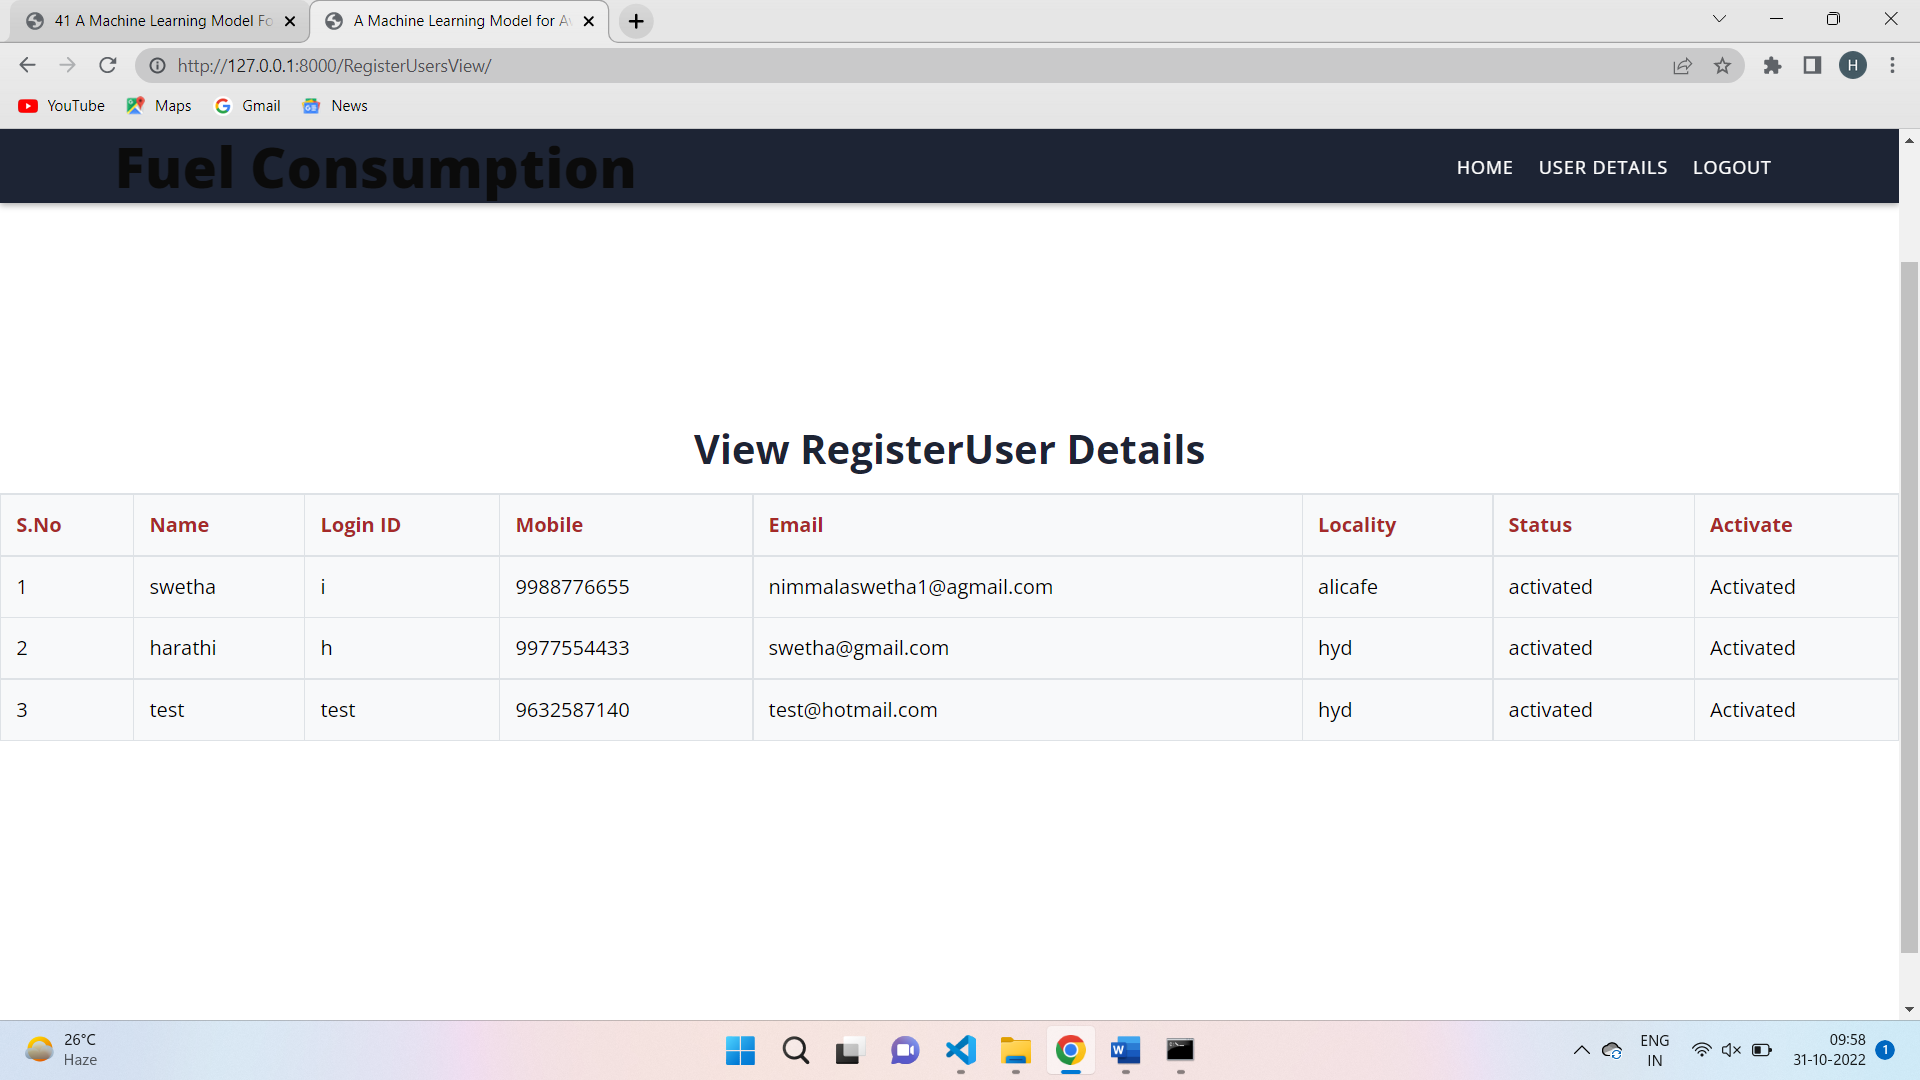 41 A Machine Learning Model Fo
A Machine Learning Model for Av
http://127.0.0.1:8000/RegisterUsersView/
H
YouTube Maps Gmail News
Fuel Consumption
HOME USER DETAILS LOGOUT
View RegisterUser Details
S.No Name Login ID Mobile Email Locality Status Activate
1 swetha i 9988776655 nimmalaswetha1@agmail.com alicafe activated Activated
2 harathi h 9977554433 swetha@gmail.com hyd activated Activated
3 test test 9632587140 test@hotmail.com hyd activated Activated
26°C
Haze
ENG
IN
09:58
31-10-2022
1